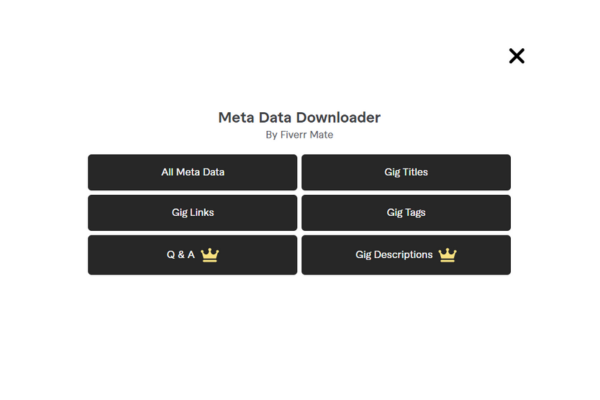 Meta Data Downloader
By Fiverr Mate
All Meta Data
Gig Titles
Gig Links
Gig Tags
Q & A
Gig Descriptions